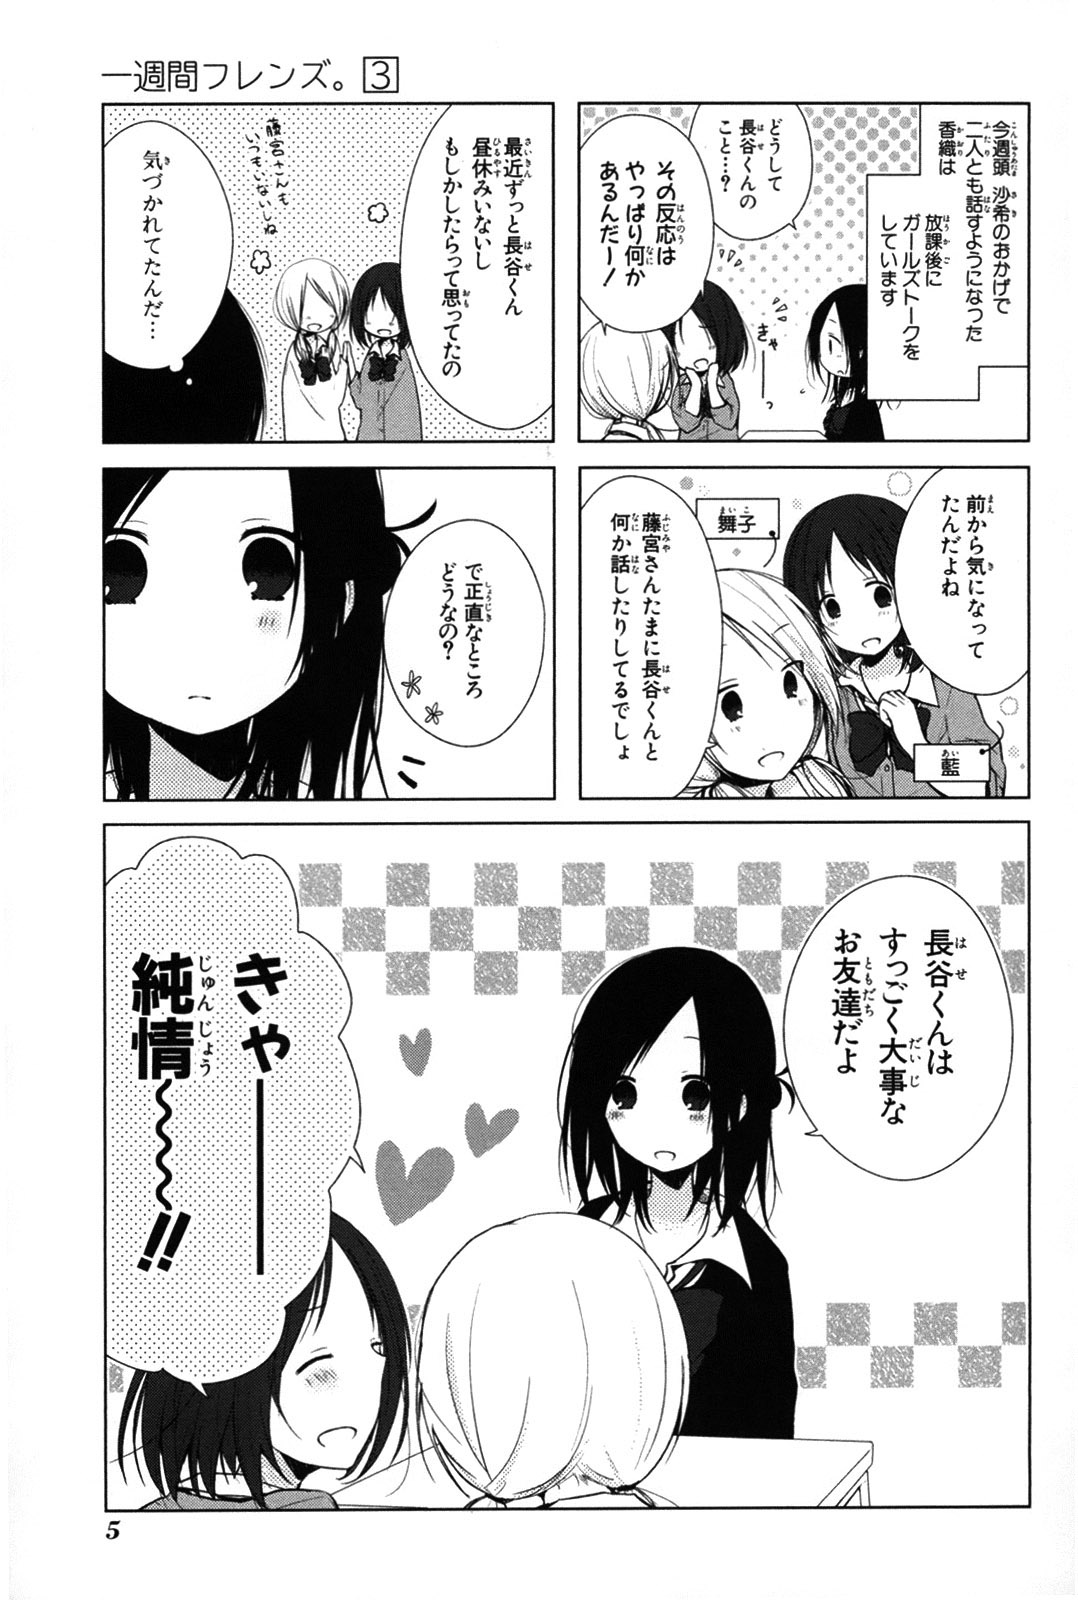 一週間フレンズ。 3
今週頭 沙希のおかげで
二人とも話すようになった
香織は
放課後に
ガールズトークを
しています
どうして
長谷くんの
こと…?
その反応は
やっぱり何か
あるんだー!
きゃーっ
前から気になって
たんだよね
舞子
藍
藤宮さんたまに長谷くんと
何か話したりしてるでしょ
最近ずっと長谷くん
昼休みいないし
もしかしたらって思ってたの
藤宮さんも
いつもいないしね
気づかれてたんだ…
で正直なところ
どうなの?
長谷くんは
すっごく大事な
お友達だよ
きゃーー
純情〜〜〜!!
5